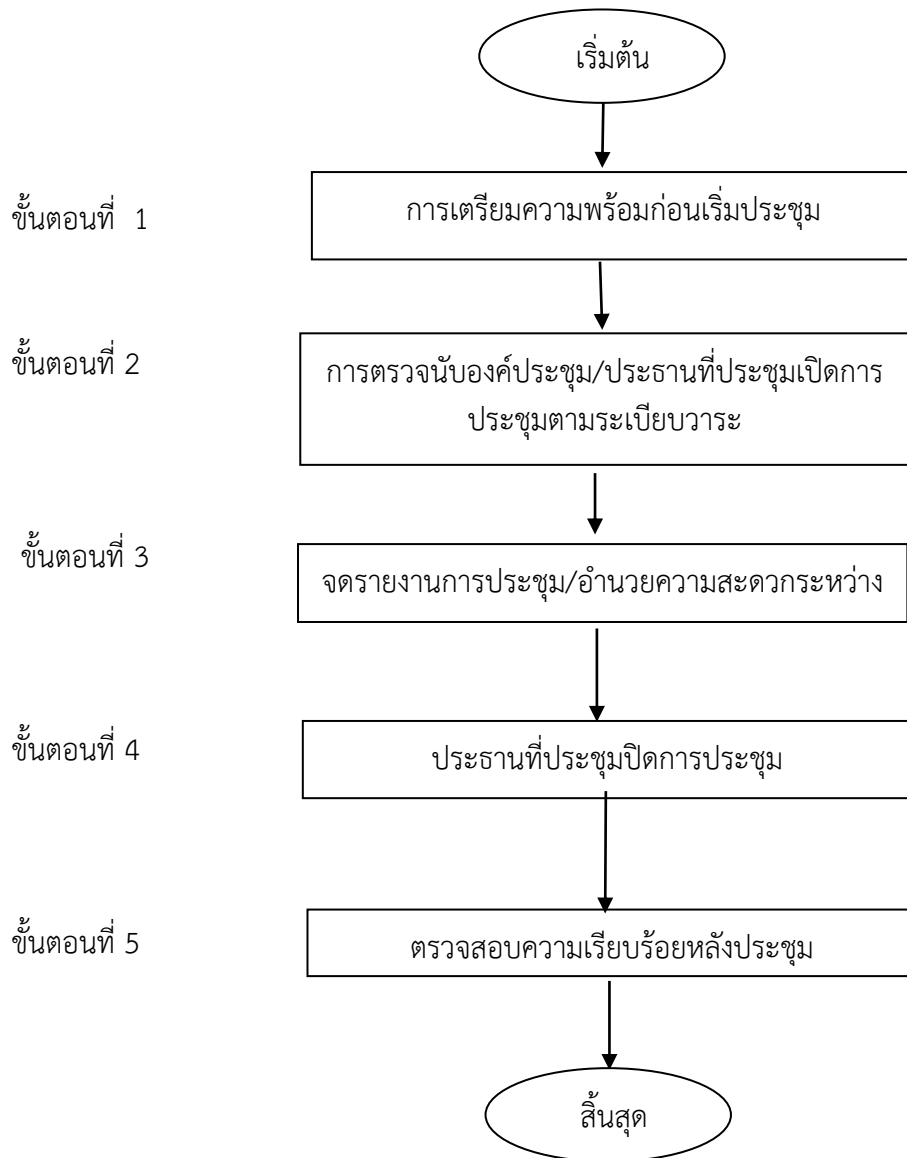 เริ่มต้น
ขั้นตอนที่ 1
การเตรียมความพร้อมก่อนเริ่มประชุม
ขั้นตอนที่ 2
การตรวจนับองค์ประชุม/ประธานที่ประชุมเปิดการ
ประชุมตามระเบียบวาระ
ขั้นตอนที่ 3
จดรายงานการประชุม/อำนวยความสะดวกระหว่าง
ขั้นตอนที่ 4
ประธานที่ประชุมปิดการประชุม
ขั้นตอนที่ 5
ตรวจสอบความเรียบร้อยหลังประชุม
สิ้นสุด